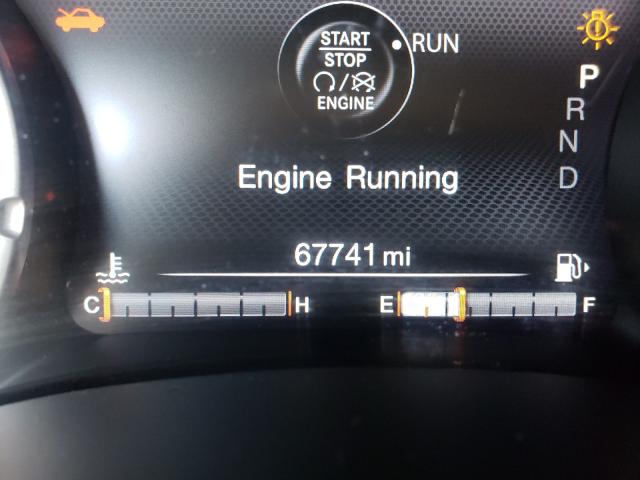 START
STOP
ENGINE
RUN
P
R
N
D
Engine Running
67741 mi
C H E F